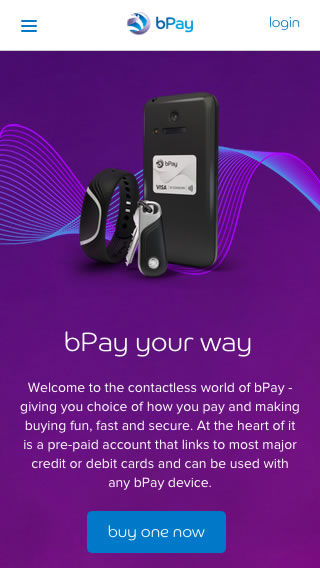 bPay
login
bPay
VISA
bPay your way
Welcome to the contactless world of bPay -
giving you choice of how you pay and making
buying fun, fast and secure. At the heart of it
is a pre-paid account that links to most major
credit or debit cards and can be used with
any bPay device.
buy one now